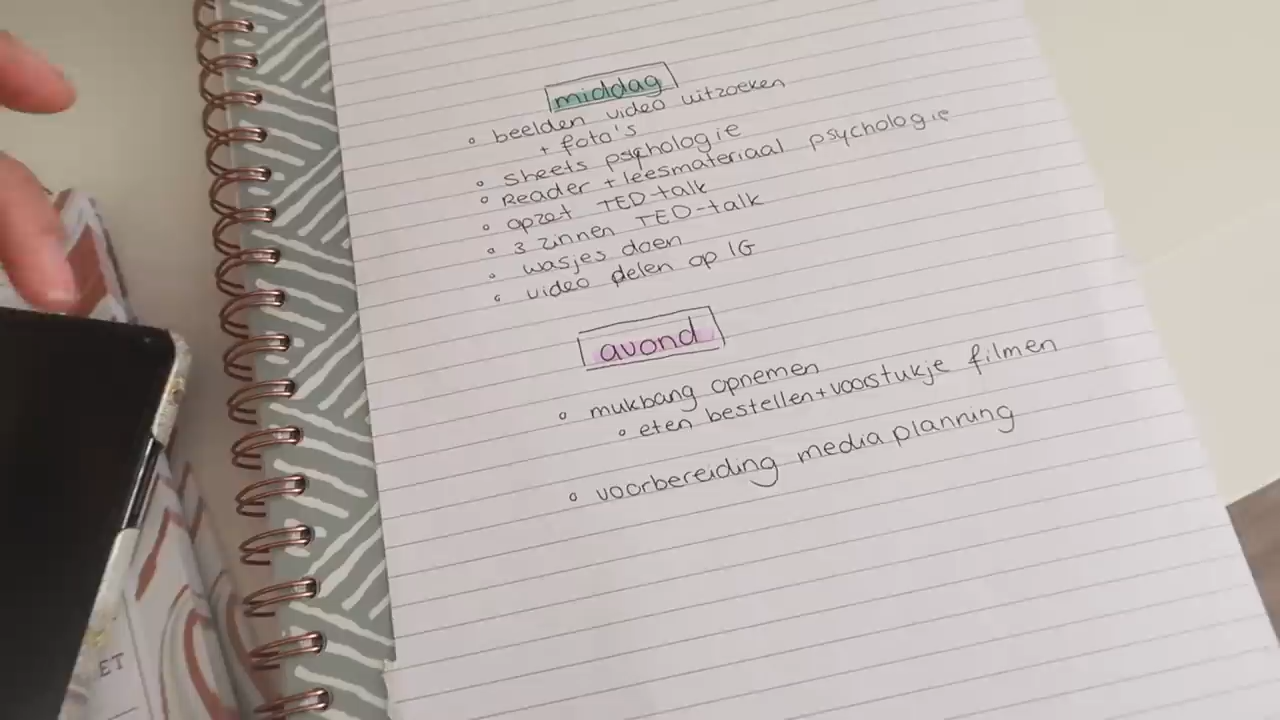 middag
◦ beelden video uitzoeken
+ foto's
◦ sheets psychologie
◦ Reader + leesmateriaal psychologie
◦ opzet TED-talk
◦ 3 zinnen TED-talk
◦ wasjes doen
◦ video delen op IG
avond
◦ mukbang opnemen
◦ eten bestellen + voorstukje filmen
◦ voorbereiding media planning
ET